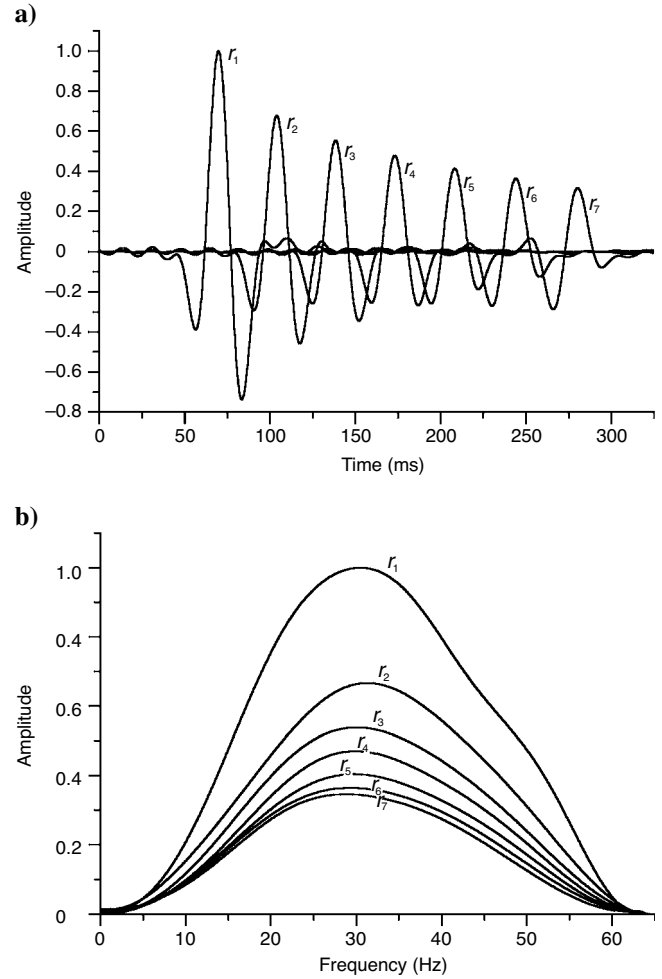 a)
1.0
0.8
0.6
0.4
0.2
0
−0.2
−0.4
−0.6
−0.8
Amplitude
r1
r2
r3
r4
r5
r6
r7
0 50 100 150 200 250 300
Time (ms)
b)
1.0
0.4
0.6
0.4
0.2
0
Amplitude
r1
r2
r3
r4
r5
r6
r7
0 10 20 30 40 50 60
Frequency (Hz)